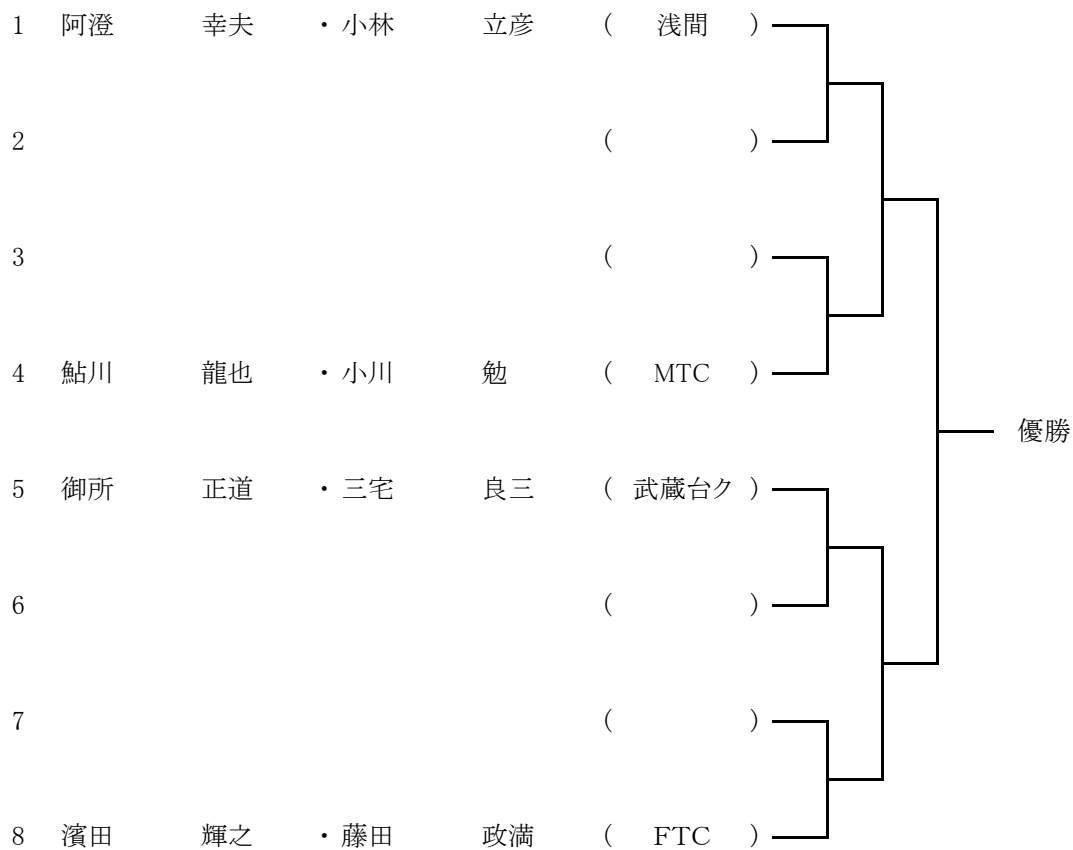 1 阿澄 幸夫 ・ 小林 立彦 ( 浅間 )
2 ( )
3 ( )
4 鮎川 龍也 ・ 小川 勉 ( MTC )
優勝
5 御所 正道 ・ 三宅 良三 ( 武蔵台ク )
6 ( )
7 ( )
8 濱田 輝之 ・ 藤田 政満 ( FTC )